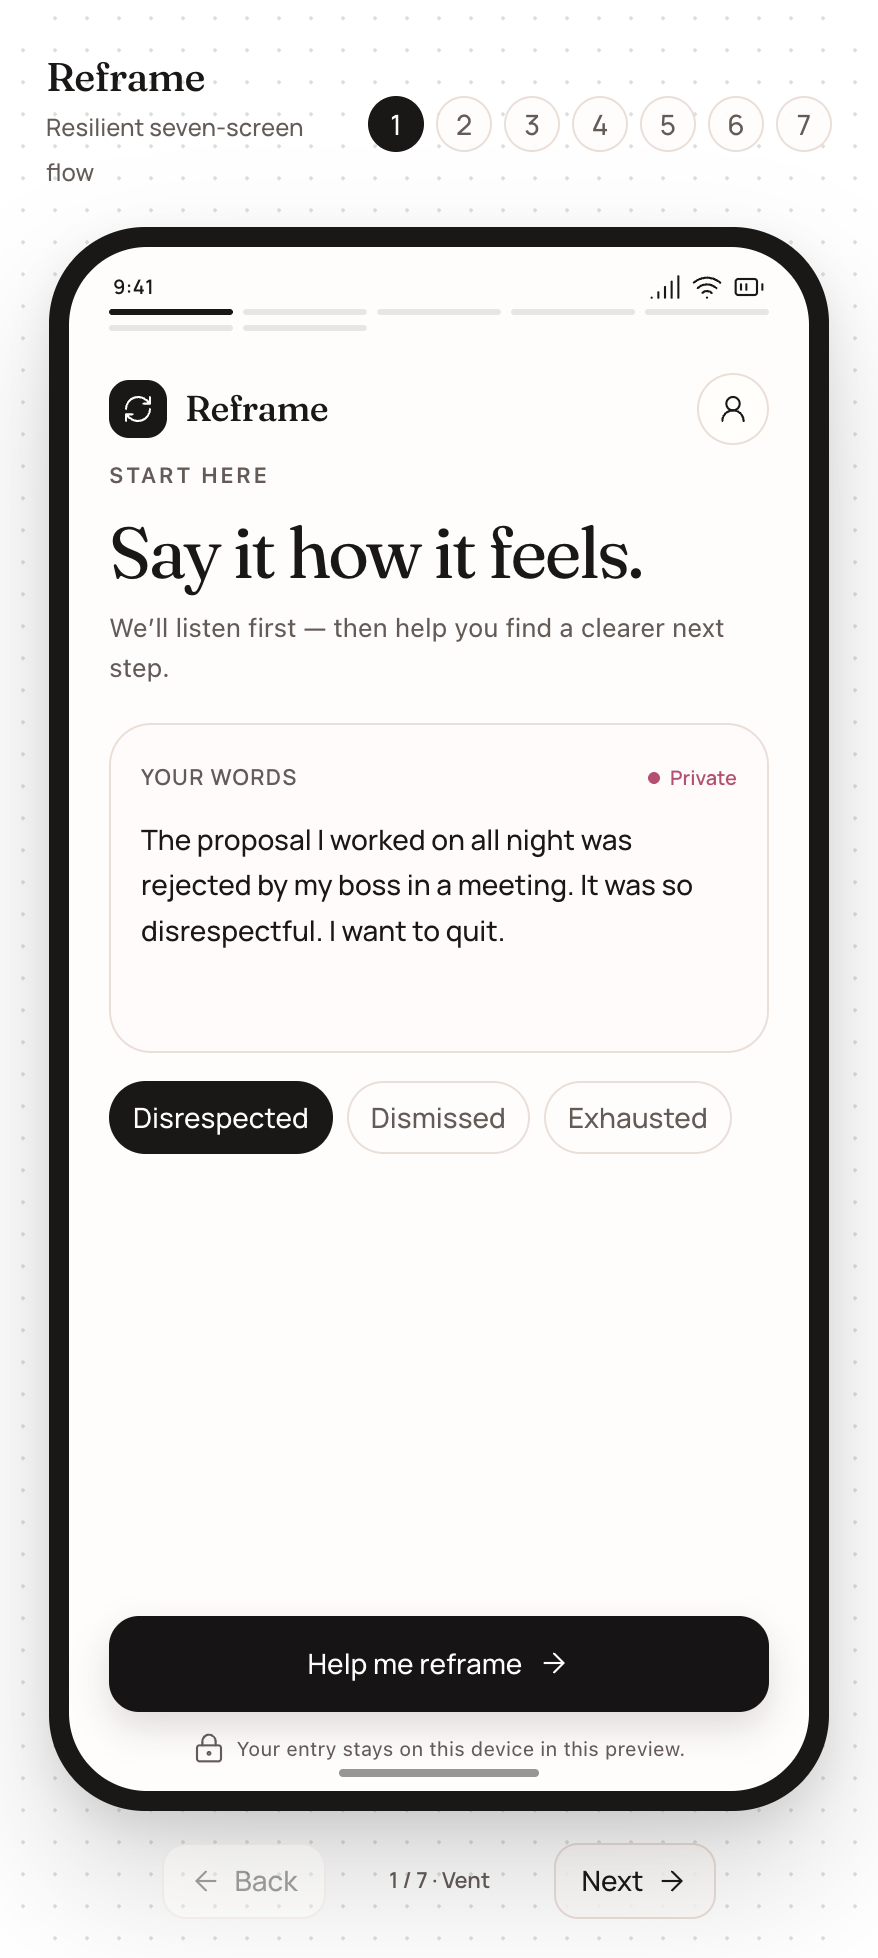 Reframe
Resilient seven-screen
flow
1 2 3 4 5 6 7
9:41
Reframe
START HERE
Say it how it feels.
We’ll listen first — then help you find a clearer next
step.
YOUR WORDS
Private
The proposal I worked on all night was
rejected by my boss in a meeting. It was so
disrespectful. I want to quit.
Disrespected Dismissed Exhausted
Help me reframe →
Your entry stays on this device in this preview.
← Back 1 / 7 · Vent Next →